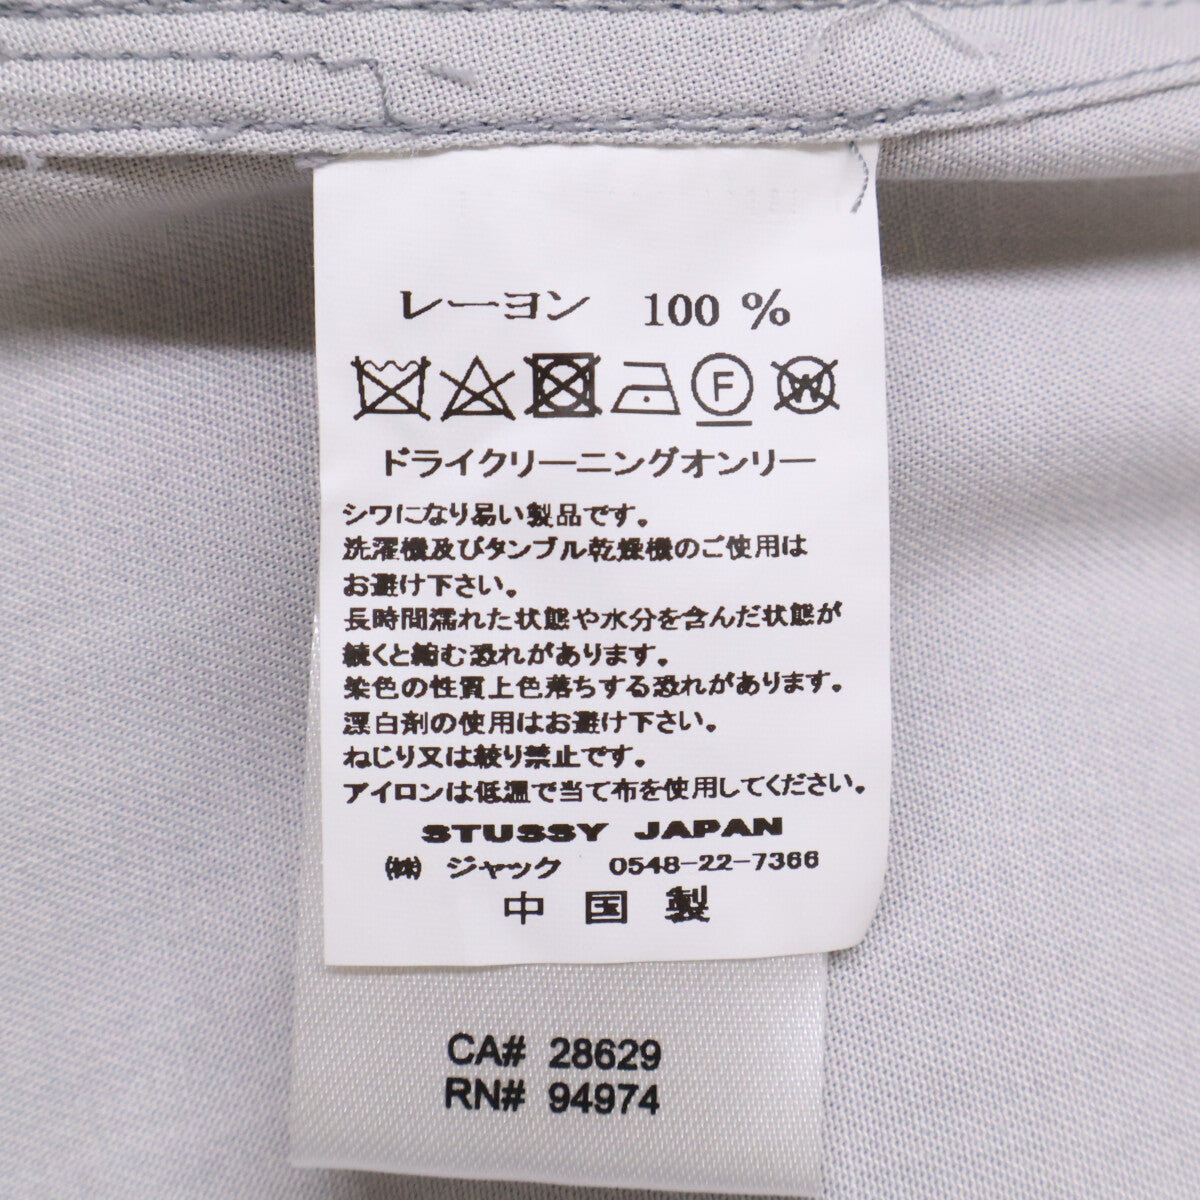 レーヨン 100 %
F W
ドライクリーニングオンリー
シワになり易い製品です。
洗濯機及びタンブル乾燥機のご使用は
お避け下さい。
長時間濡れた状態や水分を含んだ状態が
続くと縮む恐れがあります。
染色の性質上色落ちする恐れがあります。
漂白剤の使用はお避け下さい。
ねじり又は絞り禁止です。
アイロンは低温で当て布を使用してください。
STUSSY JAPAN
㈱ ジャック 0548-22-7366
中国製
CA# 28629
RN# 94974